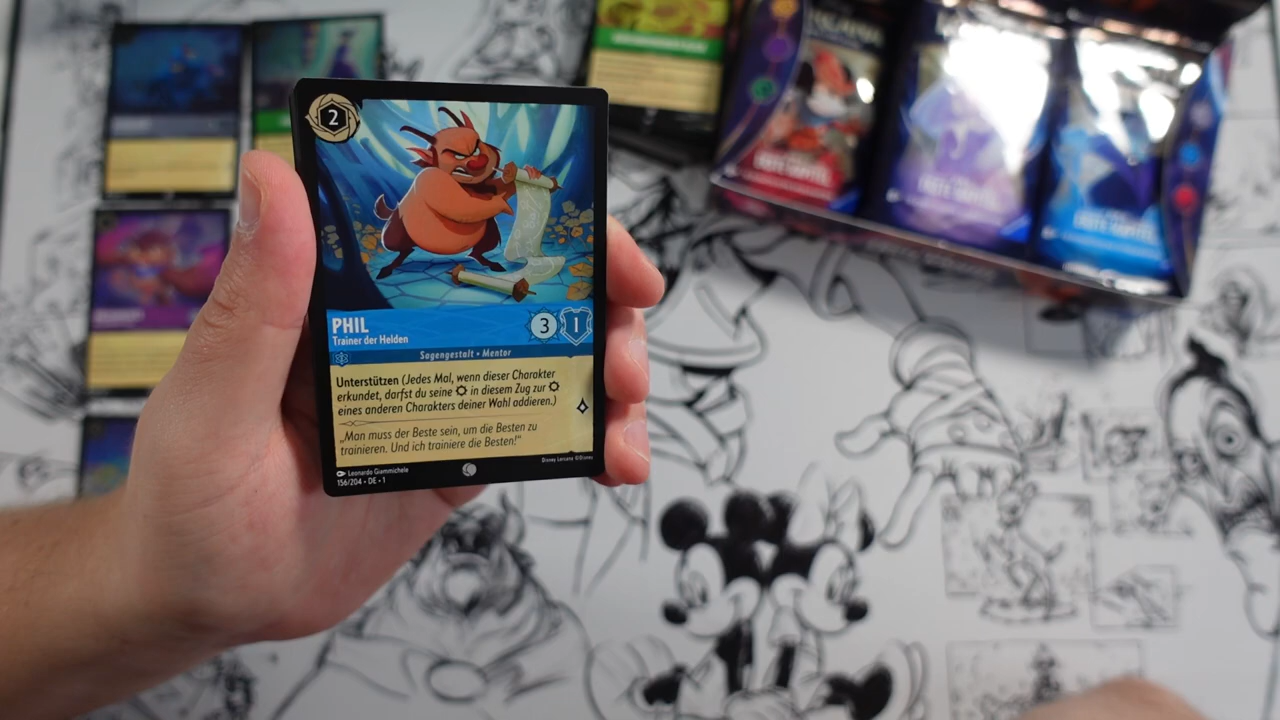 2
PHIL
Trainer der Helden
3 1
Sagengestalt • Mentor
Unterstützen (Jedes Mal, wenn dieser Charakter
erkundet, darfst du seine in diesem Zug zur
eines anderen Charakters deiner Wahl addieren.)
„Man muss der Beste sein, um die Besten zu
trainieren. Und ich trainiere die Besten!“
Leonardo Giammichele
156/204 • DE • 1
Disney Lorcana ©Disney